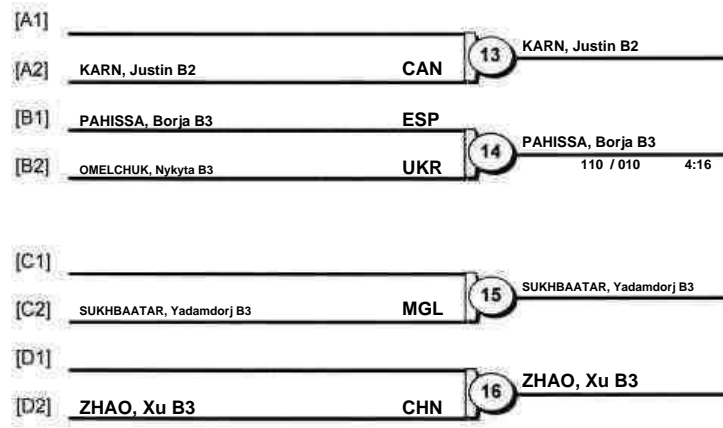 [A1]
13 KARN, Justin B2
[A2] KARN, Justin B2 CAN
[B1] PAHISSA, Borja B3 ESP
14 PAHISSA, Borja B3
110 / 010 4:16
[B2] OMELCHUK, Nykyta B3 UKR
[C1]
15 SUKHBAATAR, Yadamdorj B3
[C2] SUKHBAATAR, Yadamdorj B3 MGL
[D1]
16 ZHAO, Xu B3
[D2] ZHAO, Xu B3 CHN